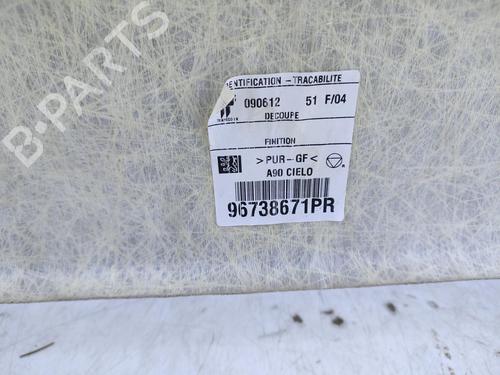 B-PARTS
IDENTIFICATION - TRACABILITE
090612 51 F/04
DECOUPE
FINITION
>PUR-GF<
A90 CIELO
96738671PR